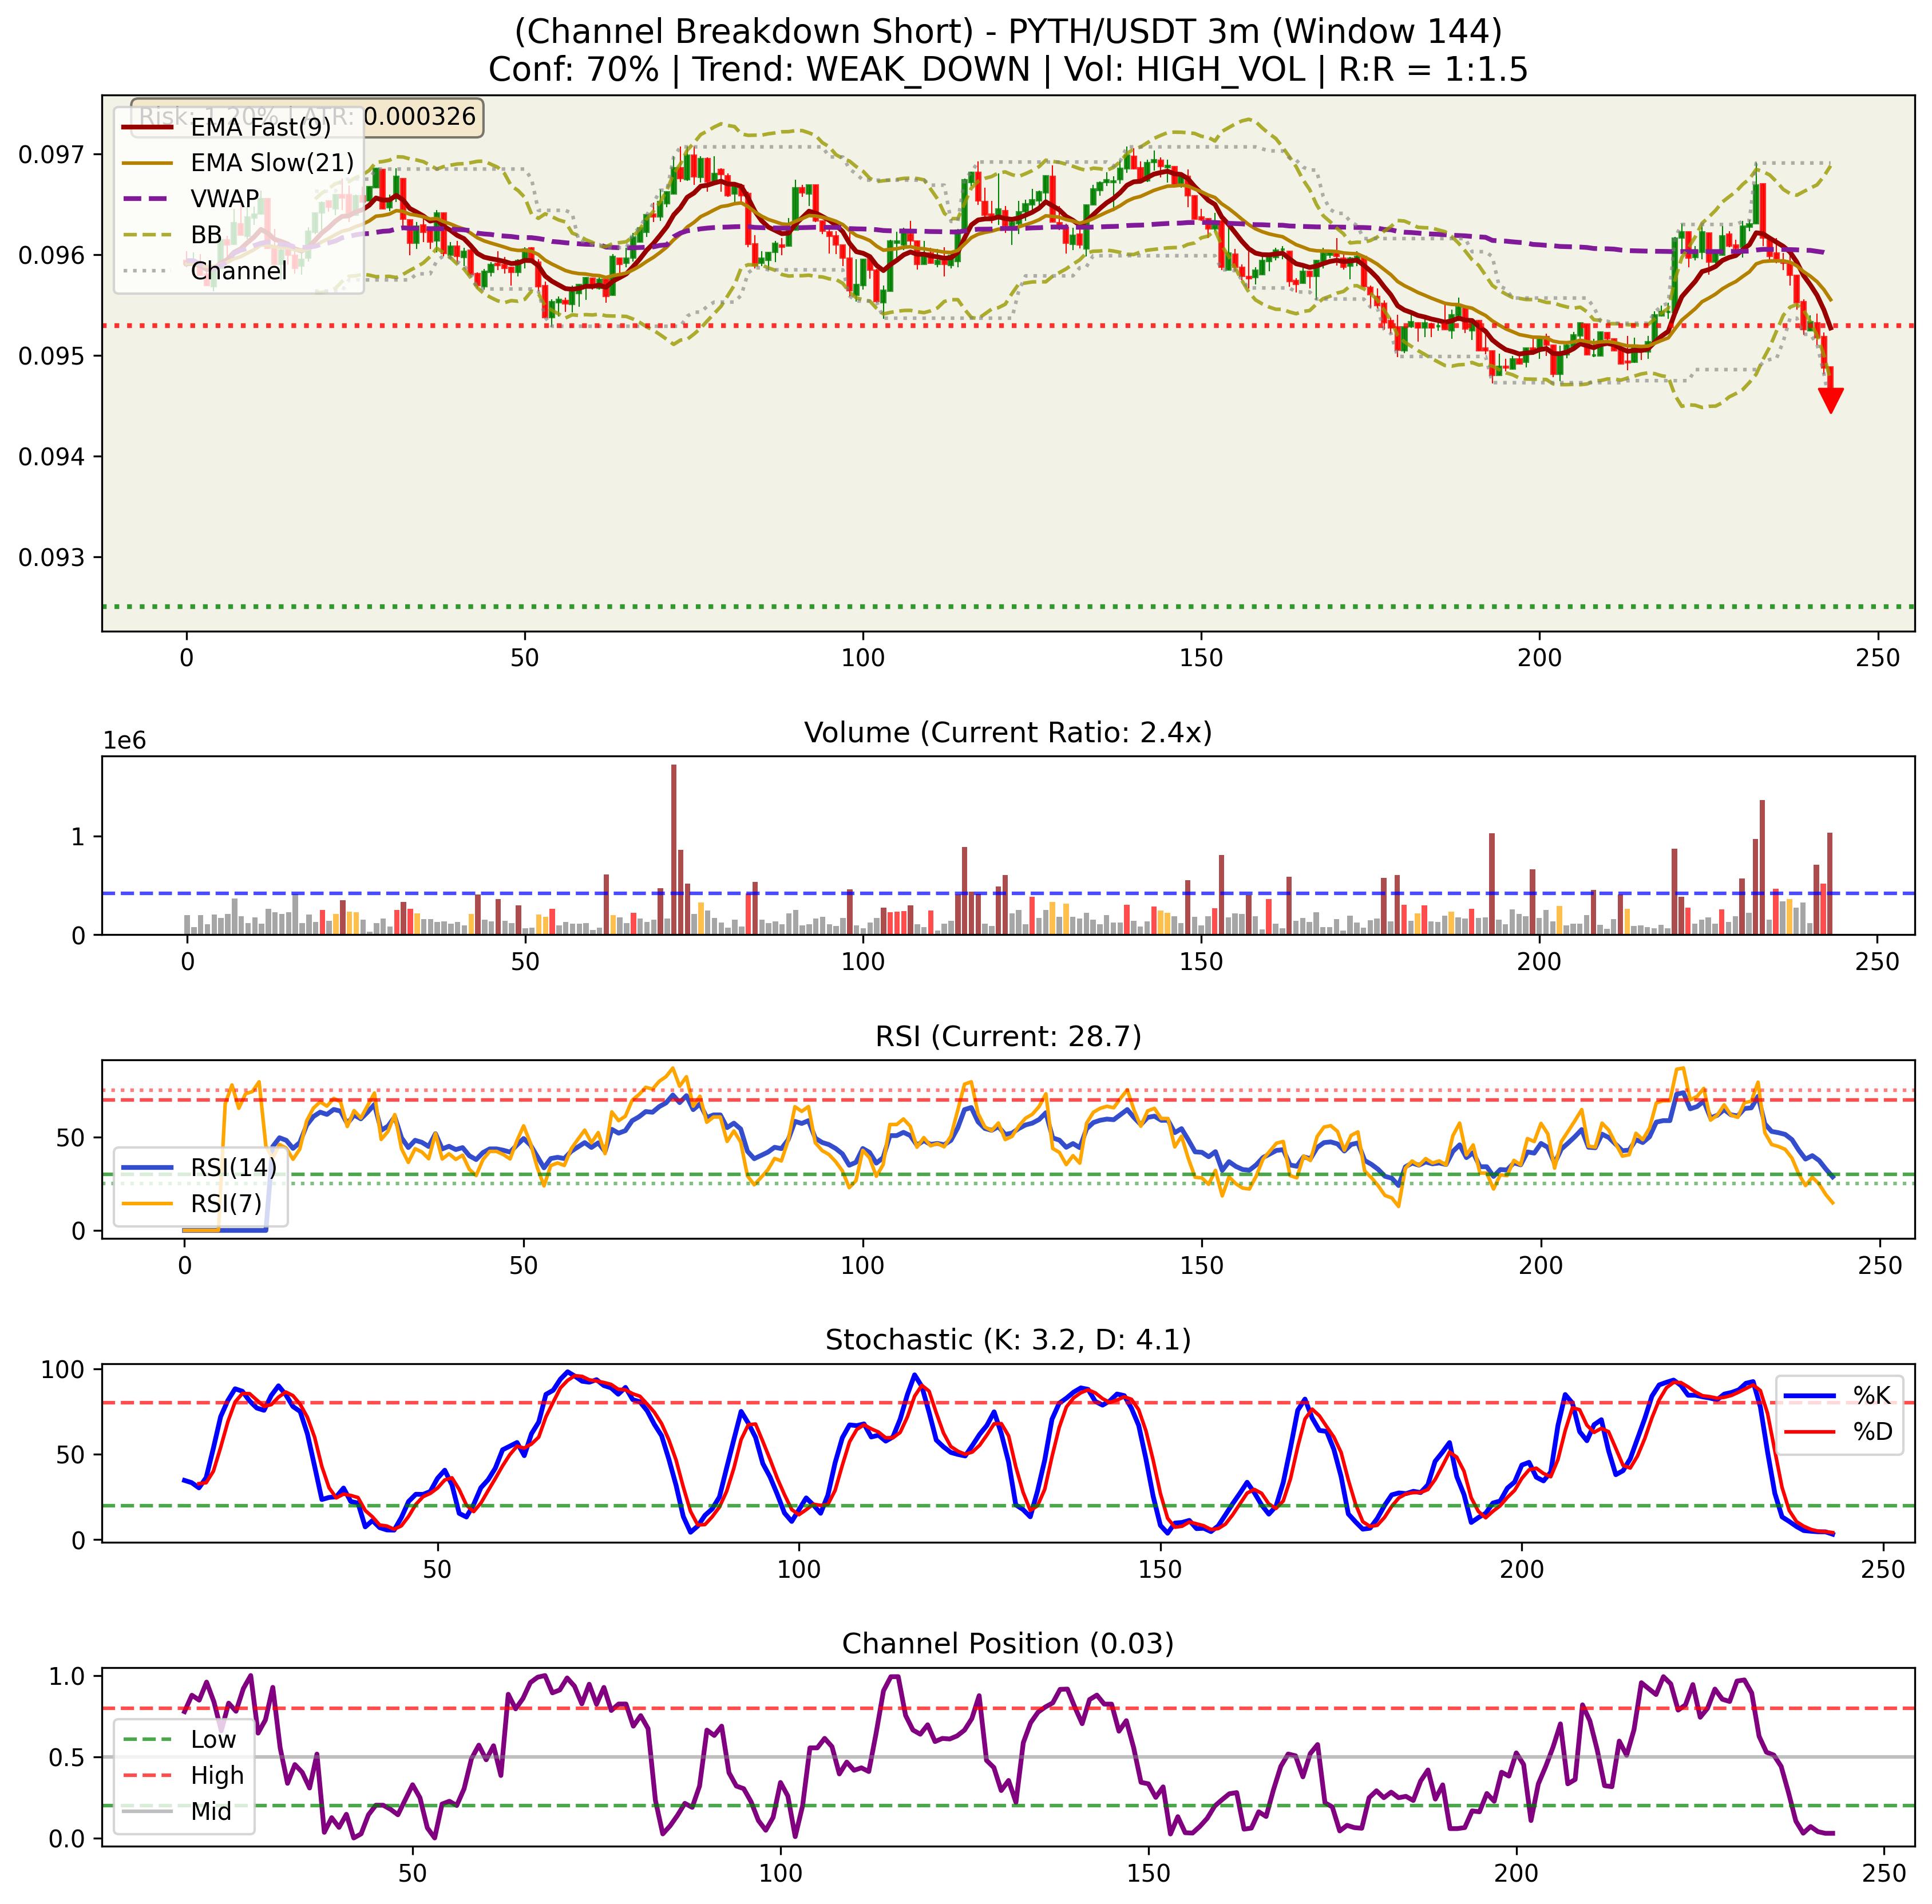 (Channel Breakdown Short) - PYTH/USDT 3m (Window 144)
Conf: 70% | Trend: WEAK_DOWN | Vol: HIGH_VOL | R:R = 1:1.5
Risk: 1.20% | ATR: 0.000326
EMA Fast(9)
EMA Slow(21)
VWAP
BB
Channel
0.097
0.096
0.095
0.094
0.093
0 50 100 150 200 250
Volume (Current Ratio: 2.4x)
1e6
1
0
0 50 100 150 200 250
RSI (Current: 28.7)
50
0
RSI(14)
RSI(7)
0 50 100 150 200 250
Stochastic (K: 3.2, D: 4.1)
100
50
0
%K
%D
50 100 150 200 250
Channel Position (0.03)
1.0
0.5
0.0
Low
High
Mid
50 100 150 200 250